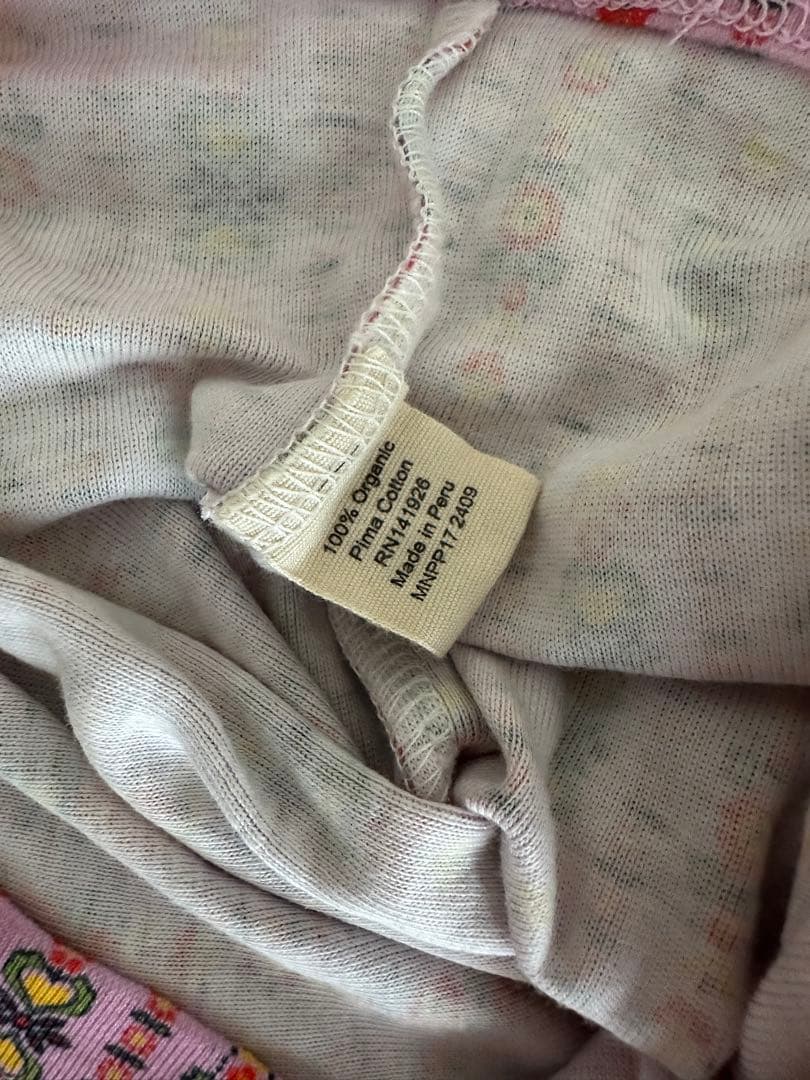 100% Organic
Pima Cotton
RN141926
Made in Peru
MNPP17 2409